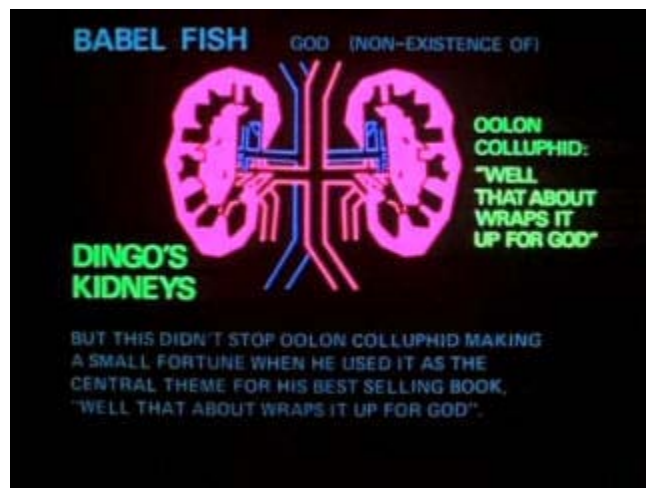 BABEL FISH GOD (NON-EXISTENCE OF)
OOLON
COLLUPHID:
"WELL
THAT ABOUT
WRAPS IT
UP FOR GOD"
DINGO'S
KIDNEYS
BUT THIS DIDN'T STOP OOLON COLLUPHID MAKING
A SMALL FORTUNE WHEN HE USED IT AS THE
CENTRAL THEME FOR HIS BEST SELLING BOOK,
"WELL THAT ABOUT WRAPS IT UP FOR GOD".